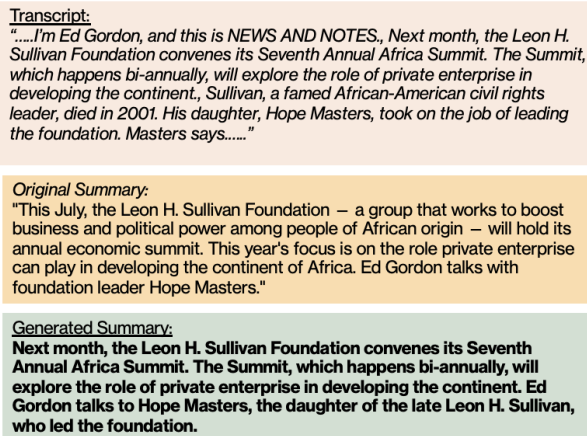 Transcript:
“.....I'm Ed Gordon, and this is NEWS AND NOTES., Next month, the Leon H.
Sullivan Foundation convenes its Seventh Annual Africa Summit. The Summit,
which happens bi-annually, will explore the role of private enterprise in
developing the continent., Sullivan, a famed African-American civil rights
leader, died in 2001. His daughter, Hope Masters, took on the job of leading
the foundation. Masters says......”
Original Summary:
"This July, the Leon H. Sullivan Foundation – a group that works to boost
business and political power among people of African origin – will hold its
annual economic summit. This year's focus is on the role private enterprise
can play in developing the continent of Africa. Ed Gordon talks with
foundation leader Hope Masters."
Generated Summary:
Next month, the Leon H. Sullivan Foundation convenes its Seventh
Annual Africa Summit. The Summit, which happens bi-annually, will
explore the role of private enterprise in developing the continent. Ed
Gordon talks to Hope Masters, the daughter of the late Leon H. Sullivan,
who led the foundation.